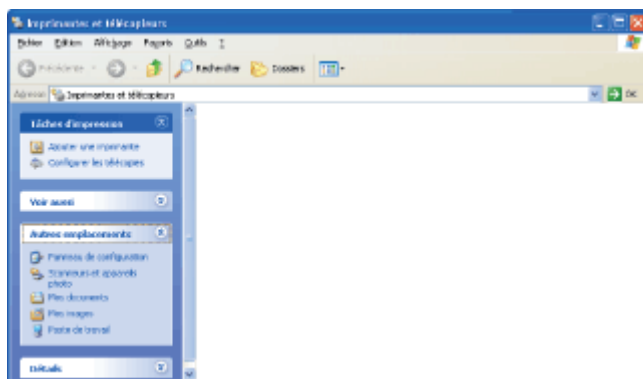 Imprimantes et télécopieurs
Fichier Edition Affichage Favoris Outils ?
Précédente Rechercher Dossiers
Adresse Imprimantes et télécopieurs OK
Tâches d'impression
Ajouter une imprimante
Configurer les télécopies
Voir aussi
Autres emplacements
Panneau de configuration
Scanneurs et appareils
photo
Mes documents
Mes images
Poste de travail
Détails